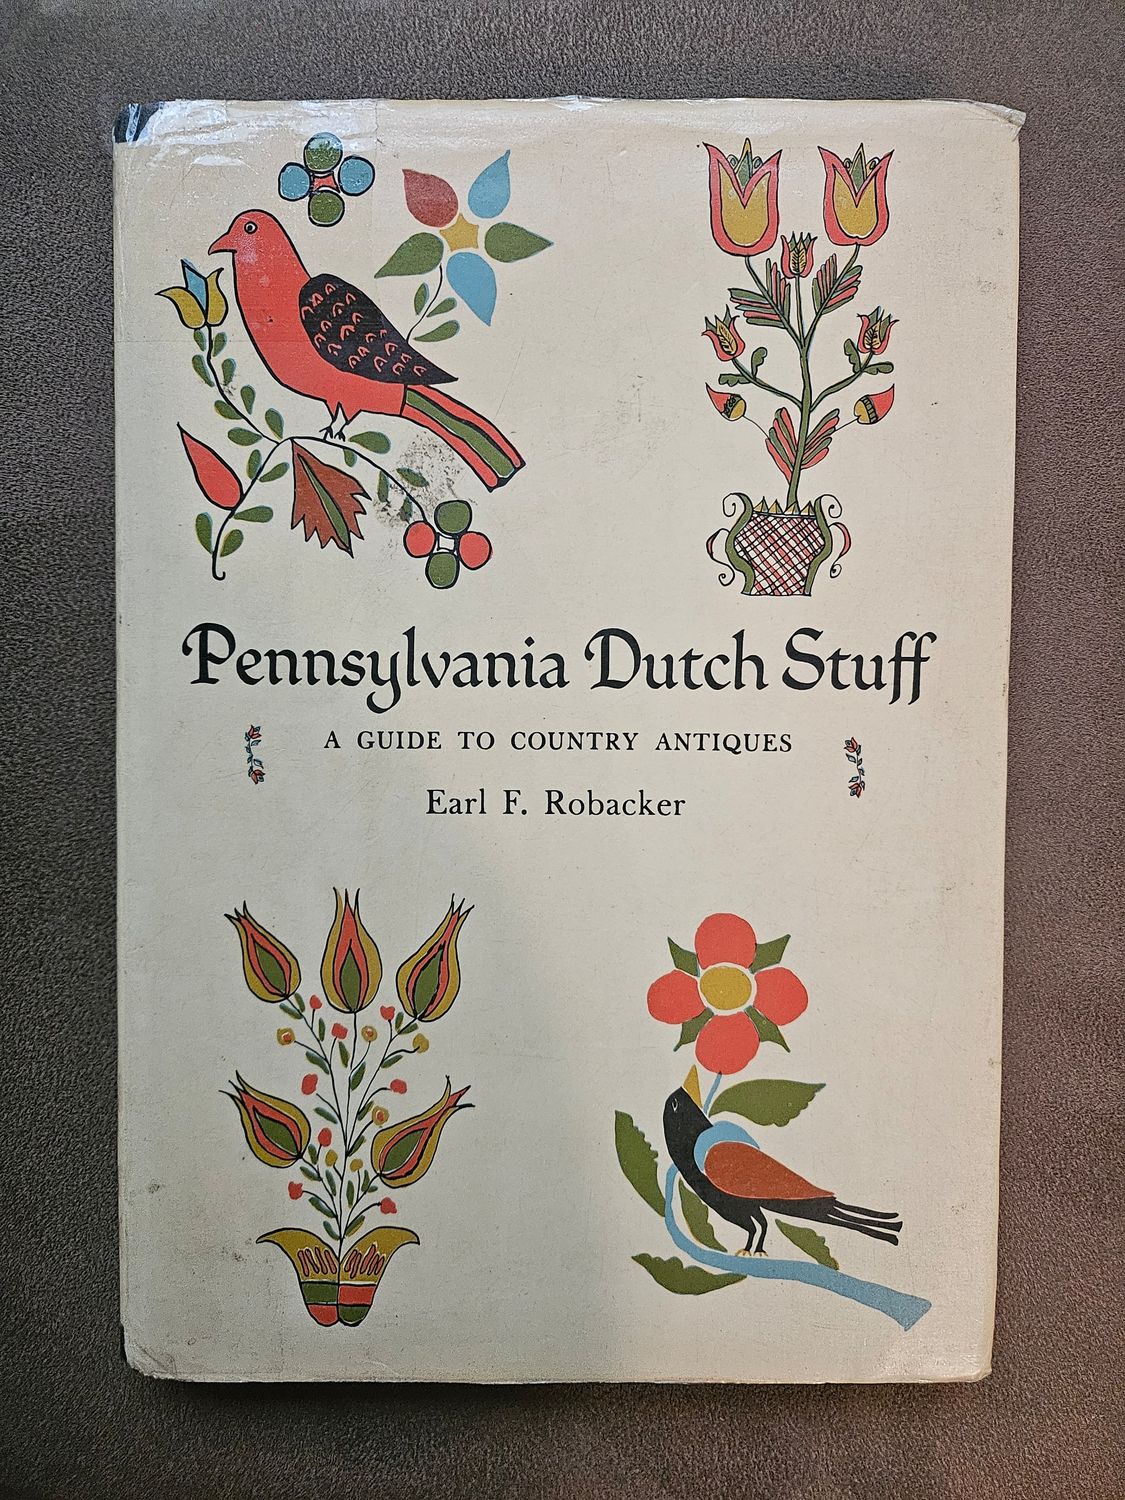 Pennsylvania Dutch Stuff
A GUIDE TO COUNTRY ANTIQUES
Earl F. Robacker